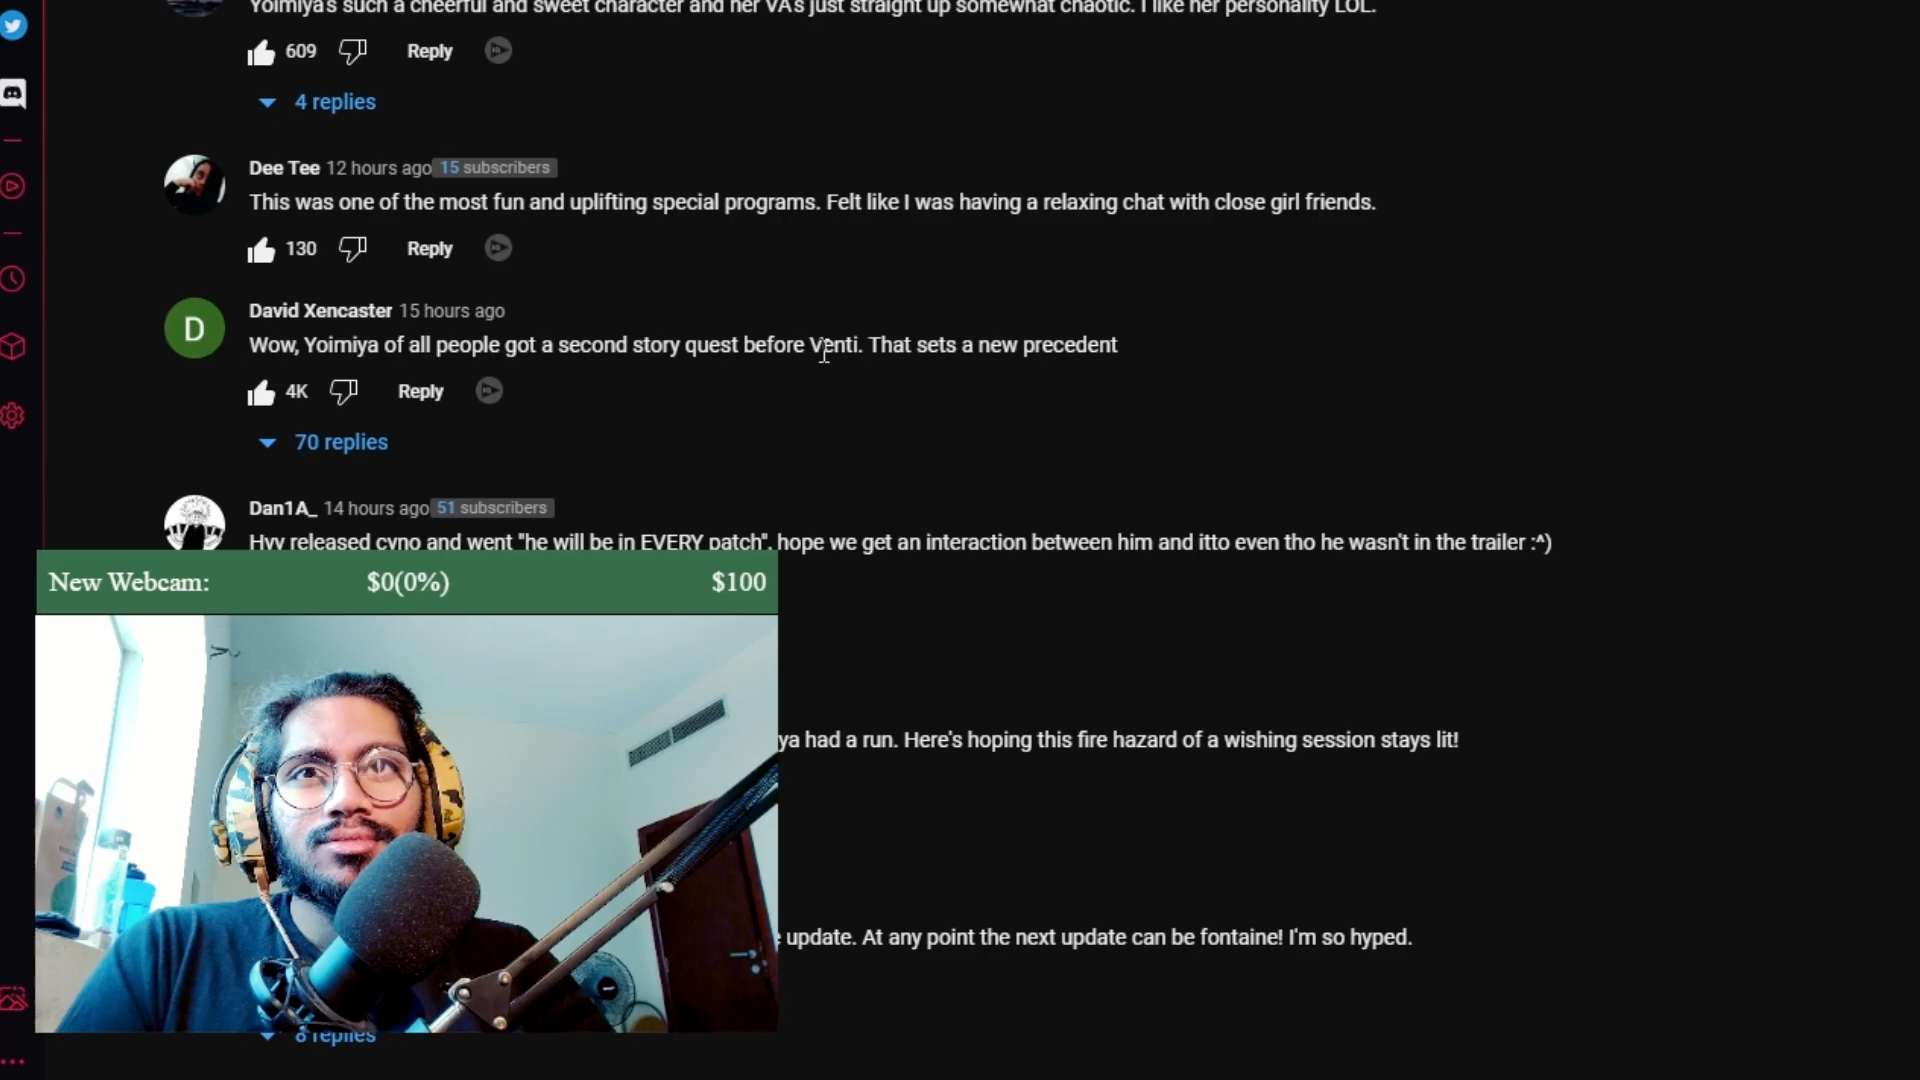 Yoimiya's such a cheerful and sweet character and her VA's just straight up somewhat chaotic. I like her personality LOL.
609 Reply
4 replies
Dee Tee 12 hours ago 15 subscribers
This was one of the most fun and uplifting special programs. Felt like I was having a relaxing chat with close girl friends.
130 Reply
David Xencaster 15 hours ago
D
Wow, Yoimiya of all people got a second story quest before Venti. That sets a new precedent
4K Reply
70 replies
Dan1A_ 14 hours ago 51 subscribers
Hyv released cyno and went "he will be in EVERY patch", hope we get an interaction between him and itto even tho he wasn't in the trailer :^)
New Webcam: $0(0%) $100
ya had a run. Here's hoping this fire hazard of a wishing session stays lit!
update. At any point the next update can be fontaine! I'm so hyped.
8 replies